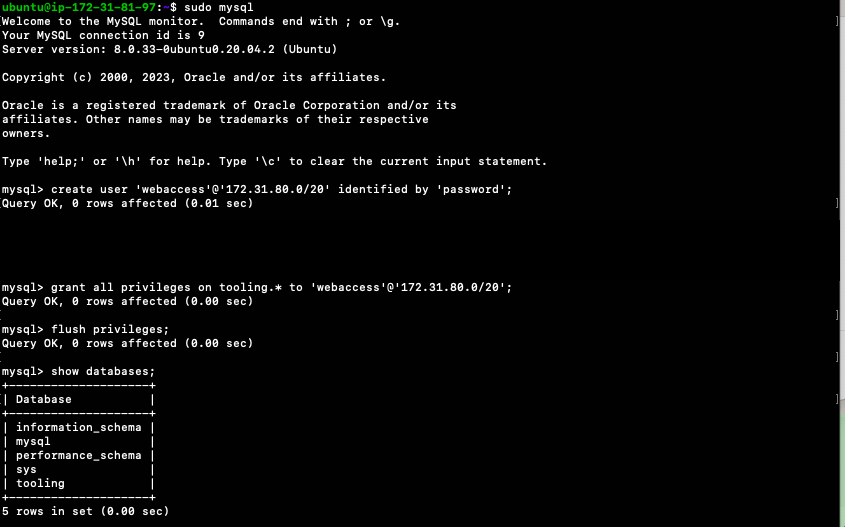 ubuntu@ip-172-31-81-97:~$ sudo mysql
Welcome to the MySQL monitor.  Commands end with ; or \g.
Your MySQL connection id is 9
Server version: 8.0.33-0ubuntu0.20.04.2 (Ubuntu)
Copyright (c) 2000, 2023, Oracle and/or its affiliates.
Oracle is a registered trademark of Oracle Corporation and/or its
affiliates. Other names may be trademarks of their respective
owners.
Type 'help;' or '\h' for help. Type '\c' to clear the current input statement.
mysql> create user 'webaccess'@'172.31.80.0/20' identified by 'password';
Query OK, 0 rows affected (0.01 sec)
mysql> grant all privileges on tooling.* to 'webaccess'@'172.31.80.0/20';
Query OK, 0 rows affected (0.00 sec)
mysql> flush privileges;
Query OK, 0 rows affected (0.00 sec)
mysql> show databases;
+--------------------+
| Database           |
+--------------------+
| information_schema |
| mysql              |
| performance_schema |
| sys                |
| tooling            |
+--------------------+
5 rows in set (0.00 sec)